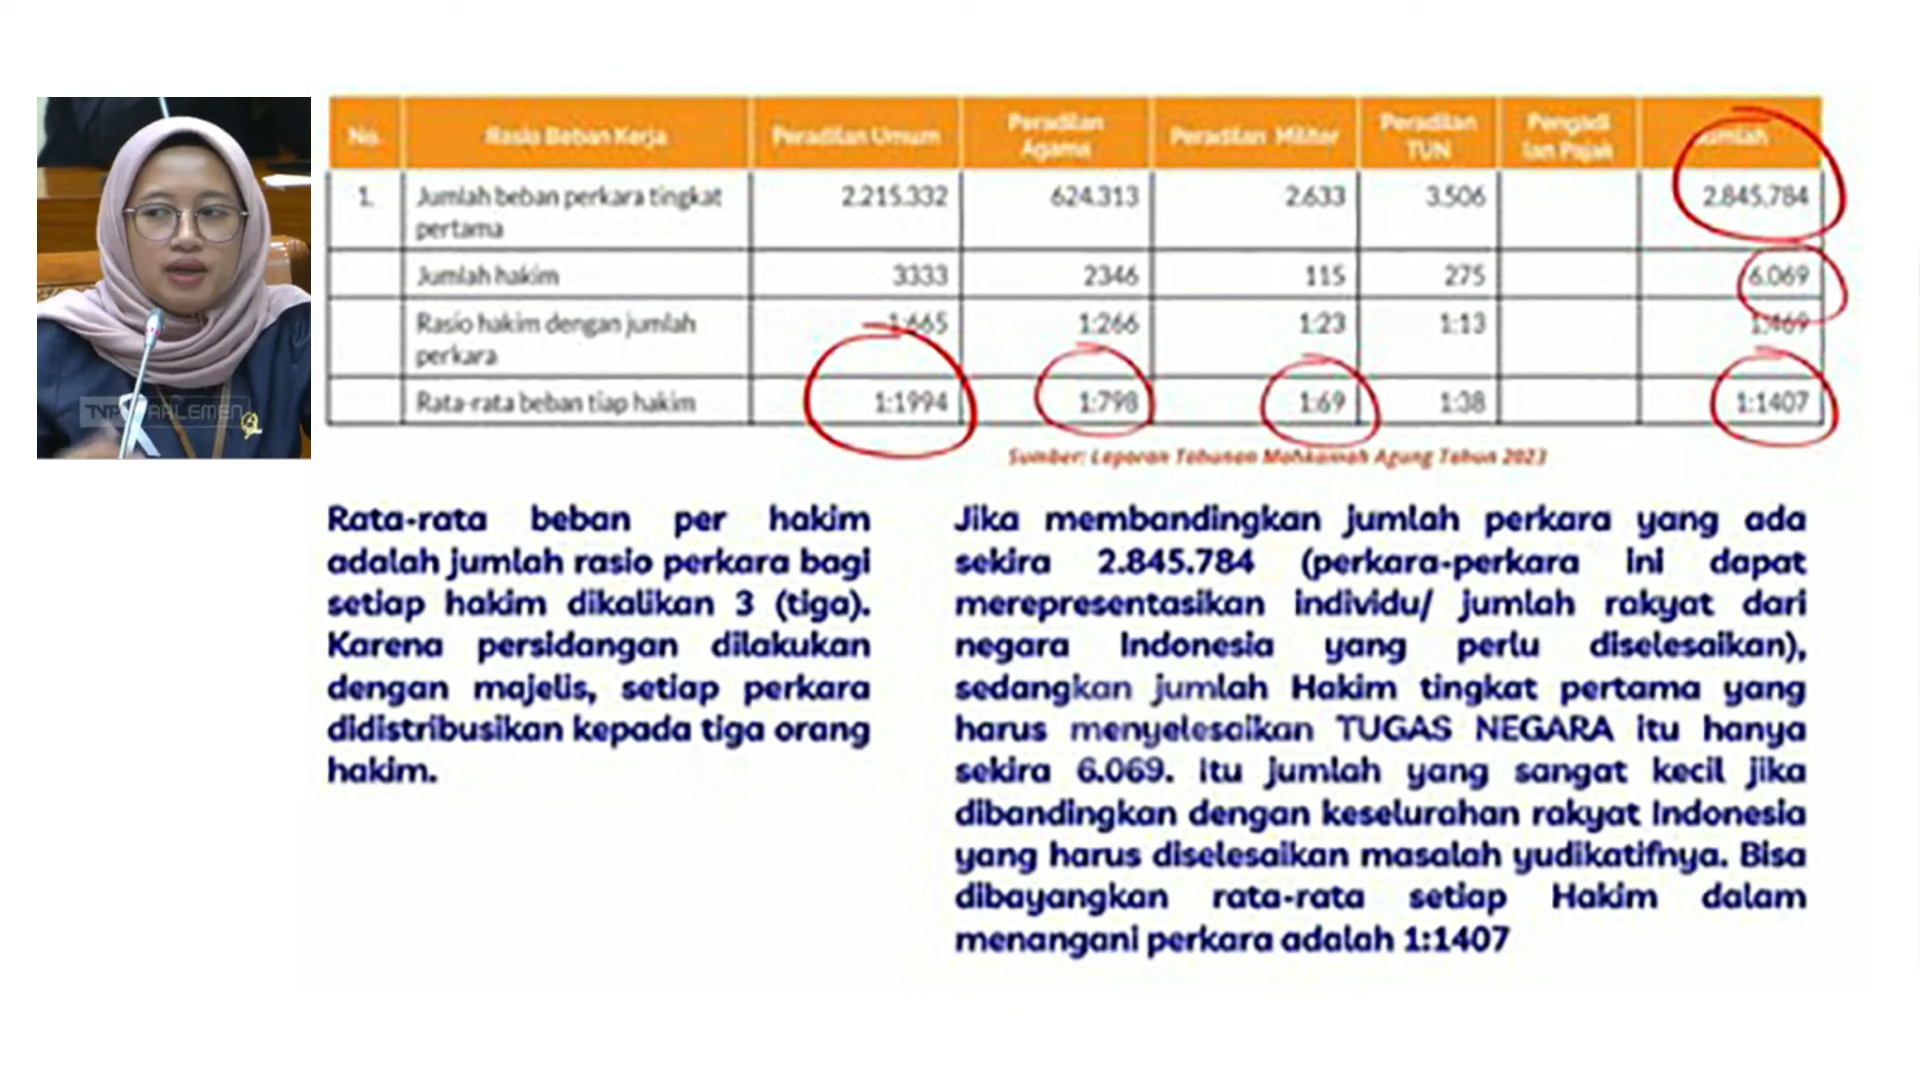 No. Rasio Beban Kerja Peradilan Umum Peradilan Agama Peradilan Militer Peradilan TUN Pengadi lan Pajak Jumlah
1. Jumlah beban perkara tingkat pertama 2.215.332 624.313 2.633 3.506 2.845.784
Jumlah hakim 3333 2346 115 275 6.069
Rasio hakim dengan jumlah perkara 1:665 1:266 1:23 1:13 1:469
Rata-rata beban tiap hakim 1:1994 1:798 1:69 1:38 1:1407
Sumber: Laporan Tahunan Mahkamah Agung Tahun 2023
Rata-rata beban per hakim
adalah jumlah rasio perkara bagi
setiap hakim dikalikan 3 (tiga).
Karena persidangan dilakukan
dengan majelis, setiap perkara
didistribusikan kepada tiga orang
hakim.
Jika membandingkan jumlah perkara yang ada
sekira 2.845.784 (perkara-perkara ini dapat
merepresentasikan individu/ jumlah rakyat dari
negara Indonesia yang perlu diselesaikan),
sedangkan jumlah Hakim tingkat pertama yang
harus menyelesaikan TUGAS NEGARA itu hanya
sekira 6.069. Itu jumlah yang sangat kecil jika
dibandingkan dengan keselurahan rakyat Indonesia
yang harus diselesaikan masalah yudikatifnya. Bisa
dibayangkan rata-rata setiap Hakim dalam
menangani perkara adalah 1:1407